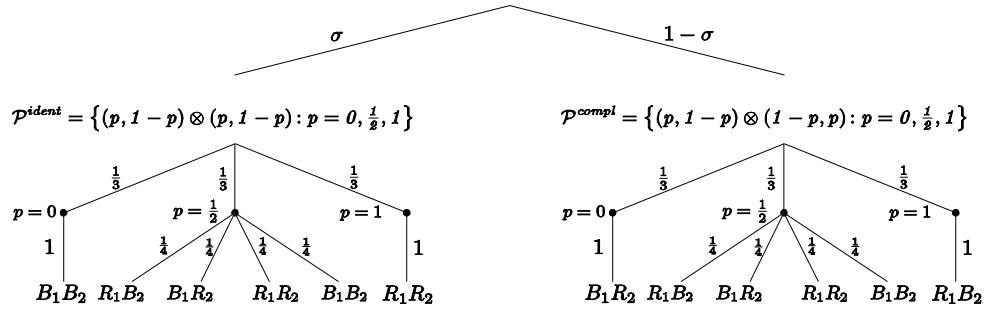 σ 1 − σ
𝒫^{ident} = {(p, 1 − p) ⊗ (p, 1 − p) : p = 0, 1/2, 1} 𝒫^{compl} = {(p, 1 − p) ⊗ (1 − p, p) : p = 0, 1/2, 1}
1/3 1/3 1/3 1/3 1/3 1/3
p = 0 p = 1/2 p = 1 p = 0 p = 1/2 p = 1
1 1/4 1/4 1/4 1/4 1 1 1/4 1/4 1/4 1/4 1
B₁B₂ R₁B₂ B₁R₂ R₁R₂ B₁B₂ R₁R₂ B₁R₂ R₁B₂ B₁R₂ R₁R₂ B₁B₂ R₁B₂